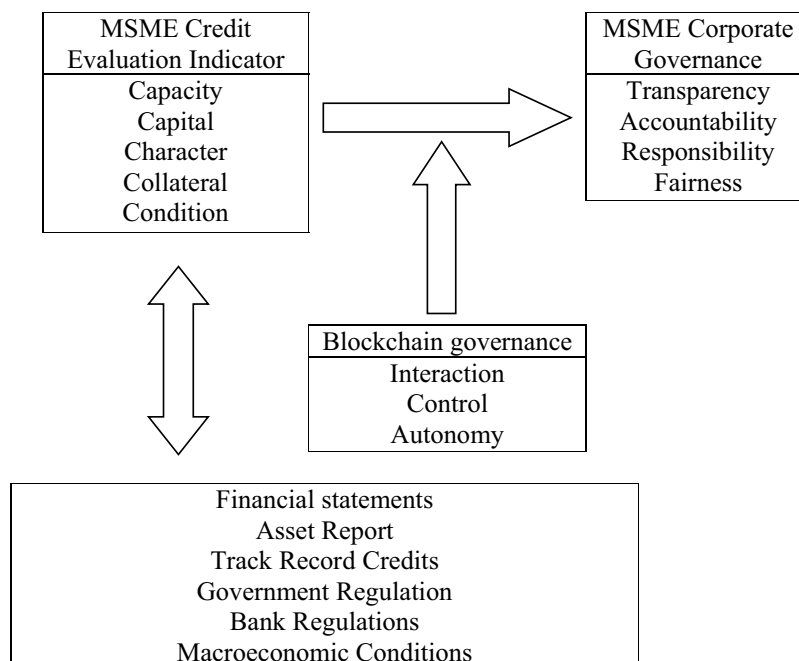 MSME Credit
Evaluation Indicator
Capacity
Capital
Character
Collateral
Condition
MSME Corporate
Governance
Transparency
Accountability
Responsibility
Fairness
Blockchain governance
Interaction
Control
Autonomy
Financial statements
Asset Report
Track Record Credits
Government Regulation
Bank Regulations
Macroeconomic Conditions